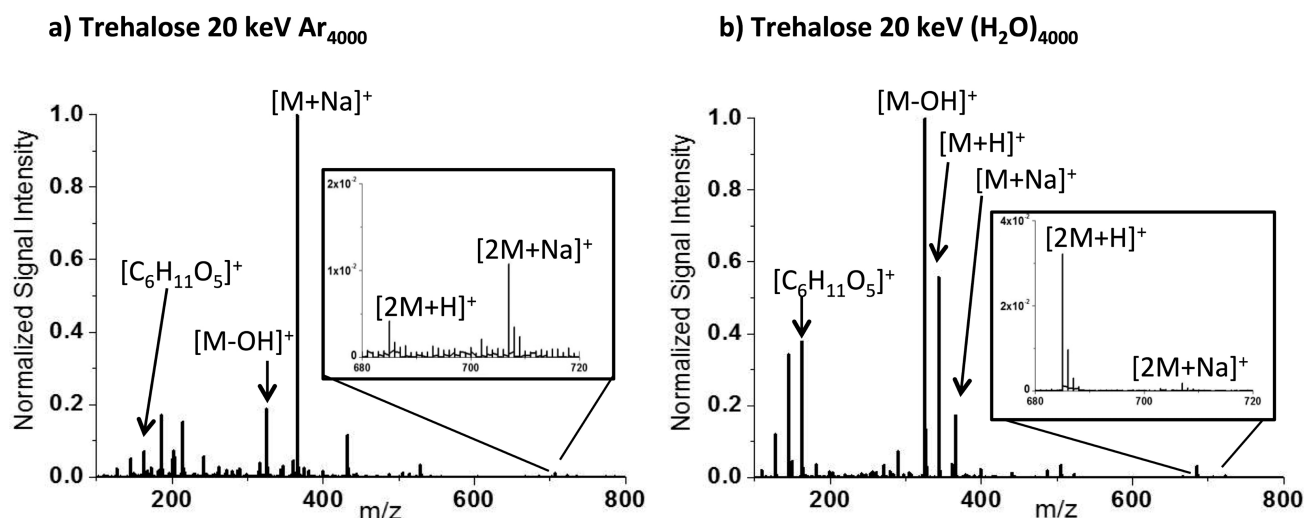 a) Trehalose 20 keV Ar4000
[M+Na]+
1.0
0.8
0.6
0.4
0.2
0.0
Normalized Signal Intensity
[C6H11O5]+
[M-OH]+
2x10-2
1x10-2
0
[2M+H]+
[2M+Na]+
680
700
720
200
400
600
800
m/z
b) Trehalose 20 keV (H2O)4000
[M-OH]+
[M+H]+
[M+Na]+
1.0
0.8
0.6
0.4
0.2
0.0
Normalized Signal Intensity
[C6H11O5]+
4x10-2
2x10-2
0
[2M+H]+
[2M+Na]+
680
700
720
200
400
600
800
m/z